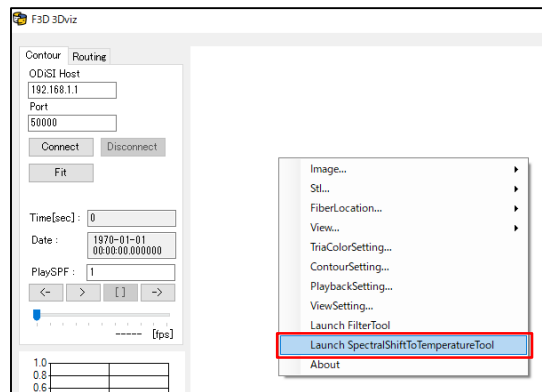 F3D 3Dviz
Contour Routing
ODiSI Host
192.168.1.1
Port
50000
Connect Disconnect
Fit
Time[sec] : 0
Date : 1970-01-01
00:00:00.000000
PlaySPF : 1
<- > [ ] ->
----- [fps]
1.0
0.8
0.6
Image...
Stl...
FiberLocation...
View...
TriaColorSetting...
ContourSetting...
PlaybackSetting...
ViewSetting...
Launch FilterTool
Launch SpectralShiftToTemperatureTool
About